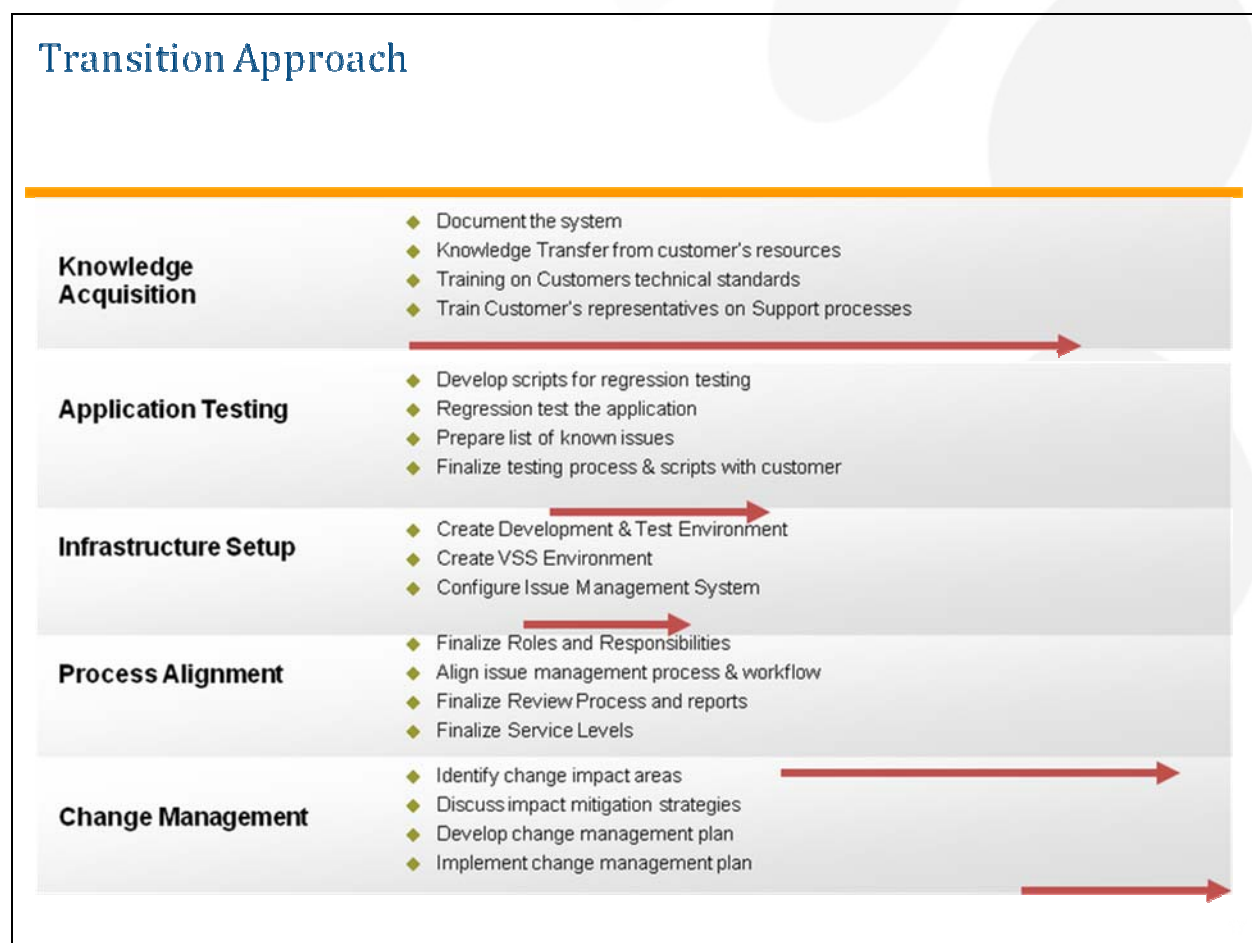 Transition Approach
Knowledge
Acquisition
Document the system
Knowledge Transfer from customer's resources
Training on Customers technical standards
Train Customer's representatives on Support processes
Application Testing
Develop scripts for regression testing
Regression test the application
Prepare list of known issues
Finalize testing process & scripts with customer
Infrastructure Setup
Create Development & Test Environment
Create VSS Environment
Configure Issue Management System
Process Alignment
Finalize Roles and Responsibilities
Align issue management process & workflow
Finalize Review Process and reports
Finalize Service Levels
Change Management
Identify change impact areas
Discuss impact mitigation strategies
Develop change management plan
Implement change management plan